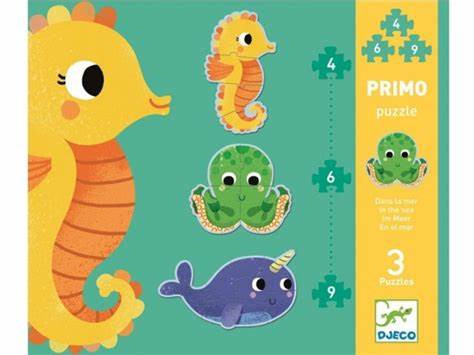 4
6
9
4
6
9
PRIMO
puzzle
Dans la mer
In the sea
Im Meer
En el mar
3
Puzzles
DJECO